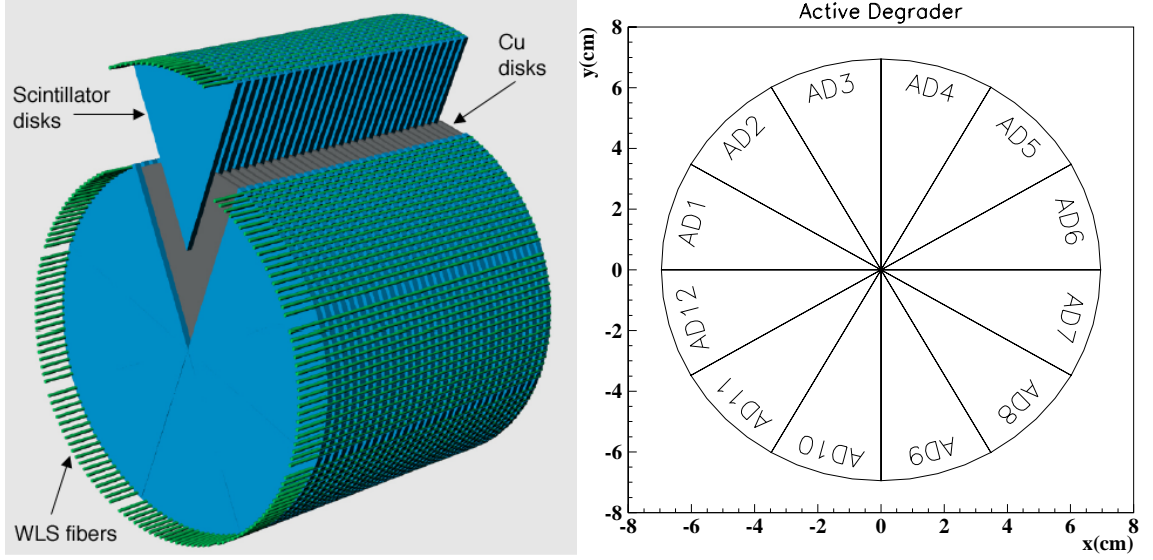 Cu
disks
Scintillator
disks
WLS fibers
Active Degrader
y(cm)
8
6
4
2
0
-2
-4
-6
-8
AD3
AD4
AD2
AD5
AD1
AD6
AD12
AD7
AD11
AD8
AD10
AD9
-8
-6
-4
-2
0
2
4
6
8
x(cm)